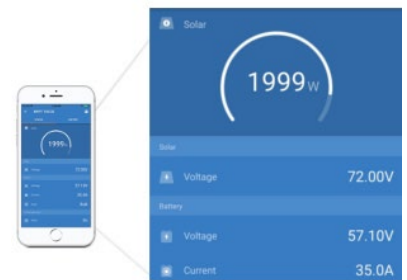 Solar
1999W
Solar
Voltage 72.00V
Battery
Voltage 57.10V
Current 35.0A